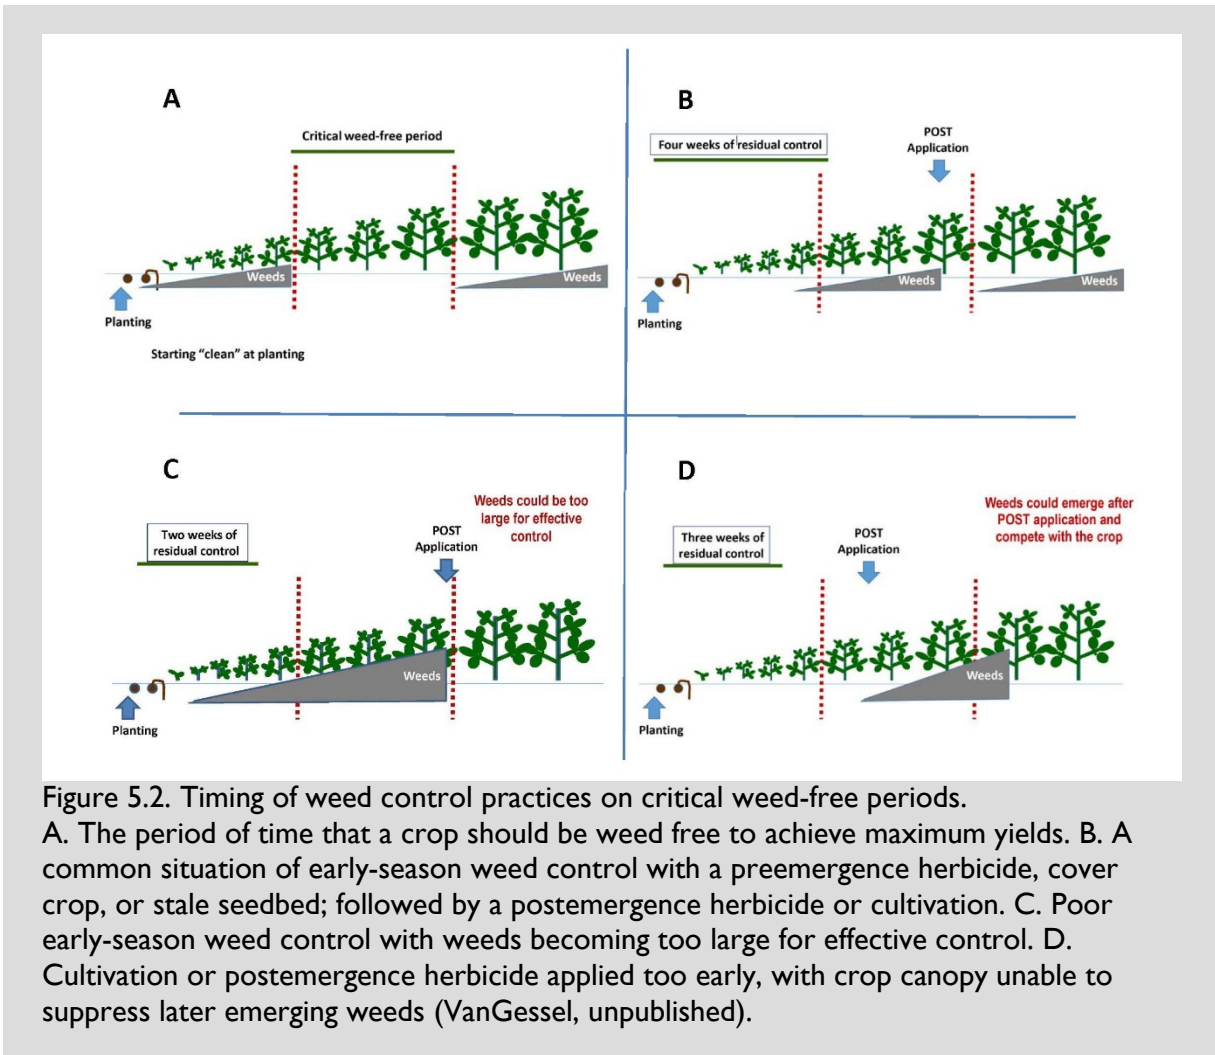 A
Critical weed-free period
Weeds
Weeds
Planting
Starting “clean” at planting
B
Four weeks of residual control
POST
Application
Weeds
Weeds
Planting
C
Two weeks of
residual control
POST
Application
Weeds could be too
large for effective
control
Weeds
Planting
D
Three weeks of
residual control
POST
Application
Weeds could emerge after
POST application and
compete with the crop
Weeds
Planting
Figure 5.2. Timing of weed control practices on critical weed-free periods.
A. The period of time that a crop should be weed free to achieve maximum yields. B. A
common situation of early-season weed control with a preemergence herbicide, cover
crop, or stale seedbed; followed by a postemergence herbicide or cultivation. C. Poor
early-season weed control with weeds becoming too large for effective control. D.
Cultivation or postemergence herbicide applied too early, with crop canopy unable to
suppress later emerging weeds (VanGessel, unpublished).